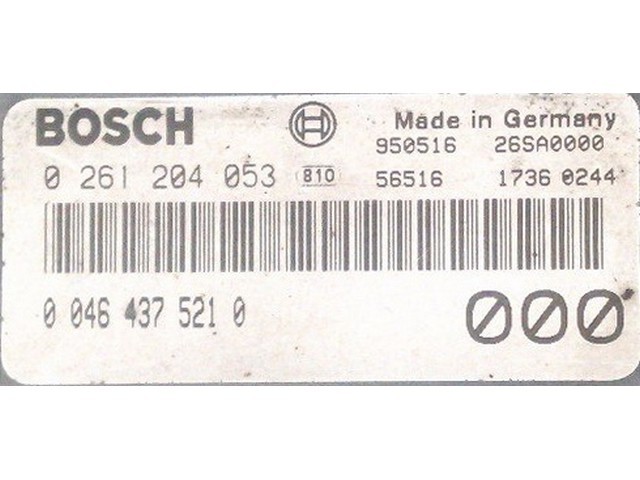 BOSCH Made in Germany
950516 26SA0000
0 261 204 053 810 56516 1736 0244
0 046 437 521 0 000